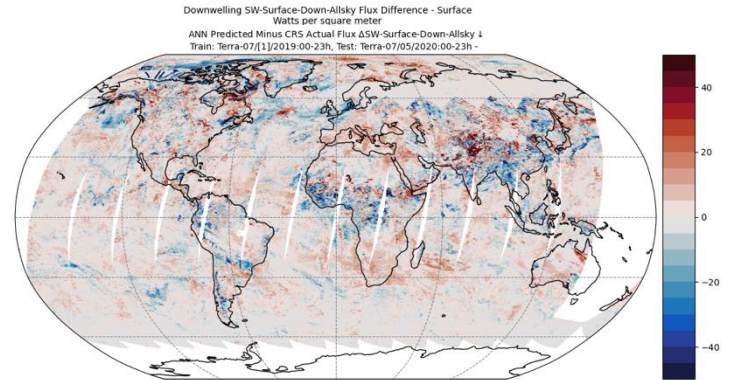 Downwelling SW-Surface-Down-Allsky Flux Difference - Surface
Watts per square meter
ANN Predicted Minus CRS Actual Flux ΔSW-Surface-Down-Allsky ↓
Train: Terra-07/[1]/2019:00-23h, Test: Terra-07/05/2020:00-23h -
40
20
0
−20
−40